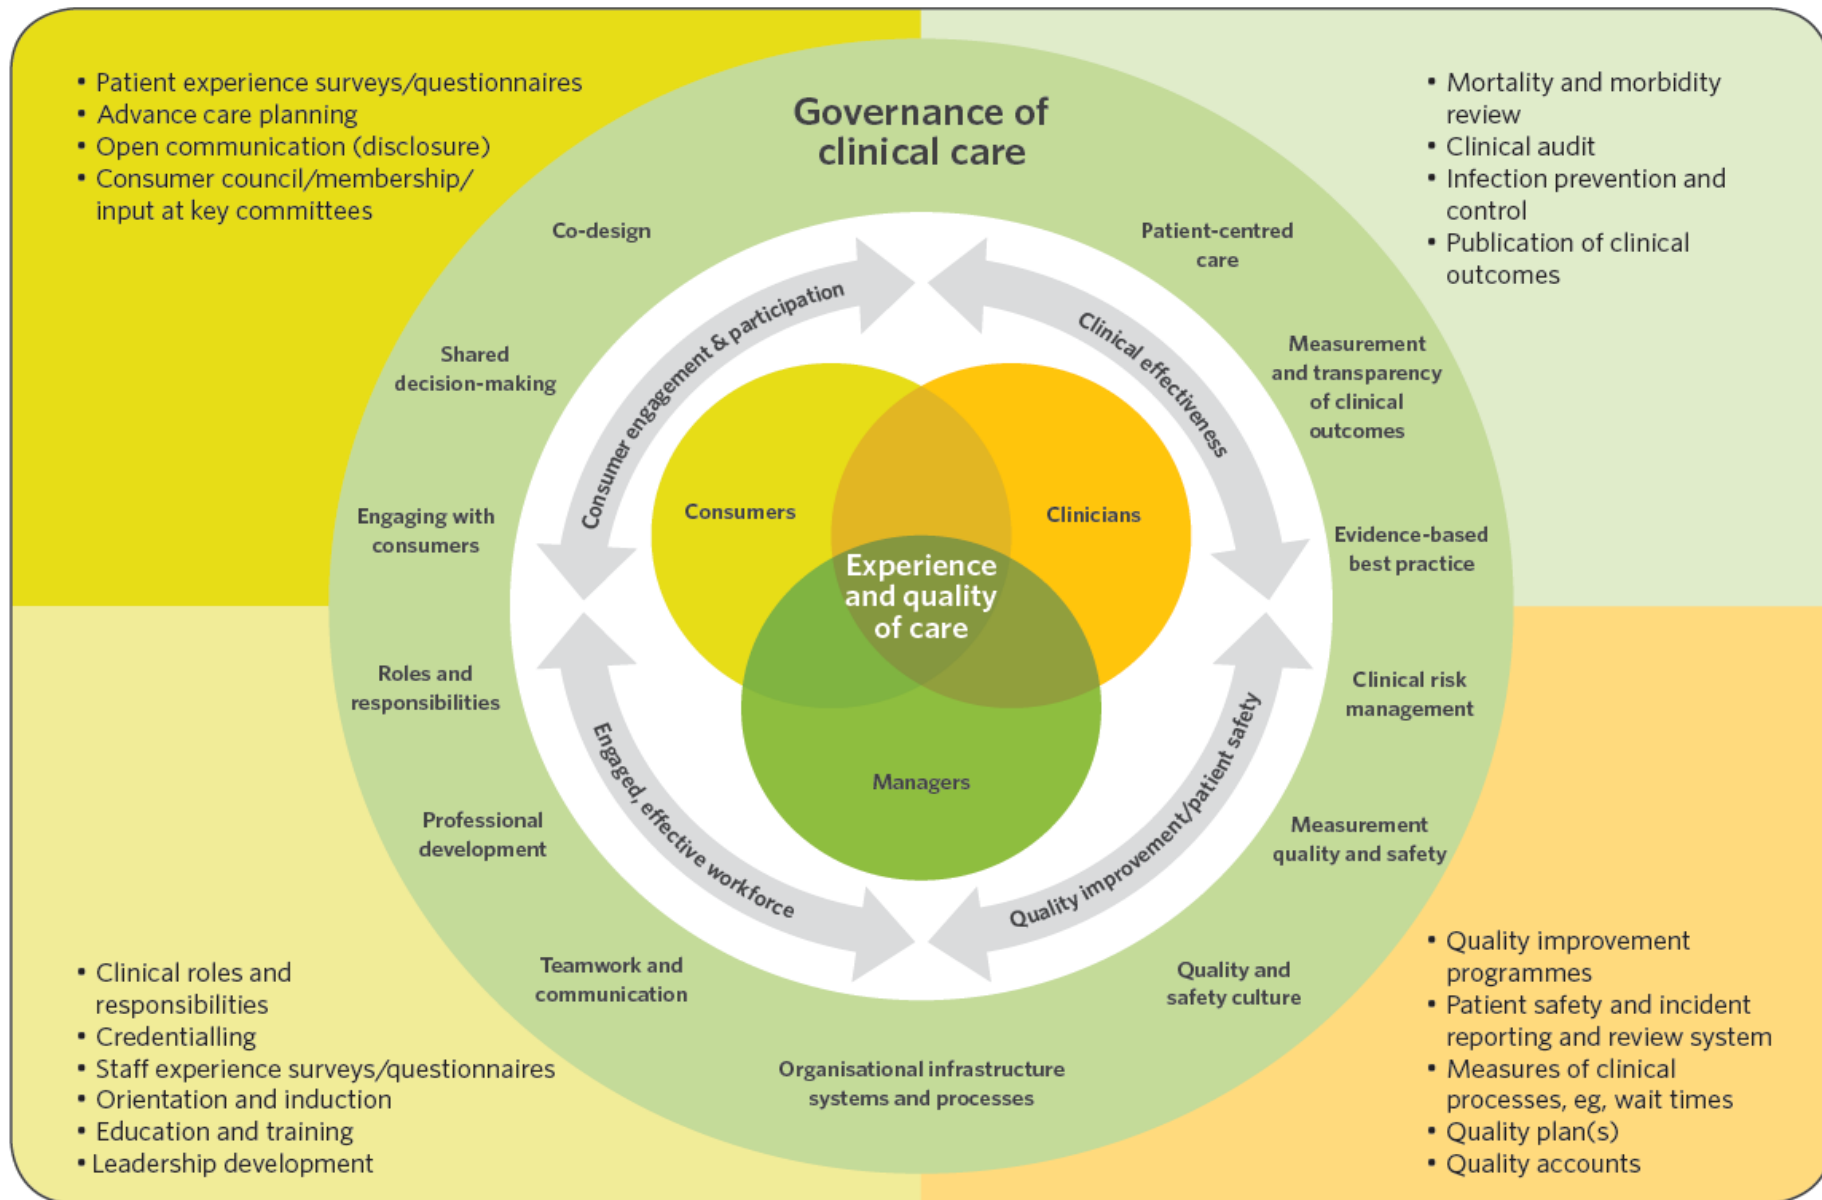 • Patient experience surveys/questionnaires
• Advance care planning
• Open communication (disclosure)
• Consumer council/membership/
input at key committees
• Mortality and morbidity
review
• Clinical audit
• Infection prevention and
control
• Publication of clinical
outcomes
Governance of
clinical care
Co-design
Patient-centred
care
Shared
decision-making
Measurement
and transparency
of clinical
outcomes
Engaging with
consumers
Evidence-based
best practice
Roles and
responsibilities
Clinical risk
management
Professional
development
Measurement
quality and safety
Teamwork and
communication
Quality and
safety culture
Organisational infrastructure
systems and processes
Consumer engagement & participation
Clinical effectiveness
Engaged, effective workforce
Quality improvement/patient safety
Consumers
Clinicians
Experience
and quality
of care
Managers
• Clinical roles and
responsibilities
• Credentialling
• Staff experience surveys/questionnaires
• Orientation and induction
• Education and training
• Leadership development
• Quality improvement
programmes
• Patient safety and incident
reporting and review system
• Measures of clinical
processes, eg, wait times
• Quality plan(s)
• Quality accounts